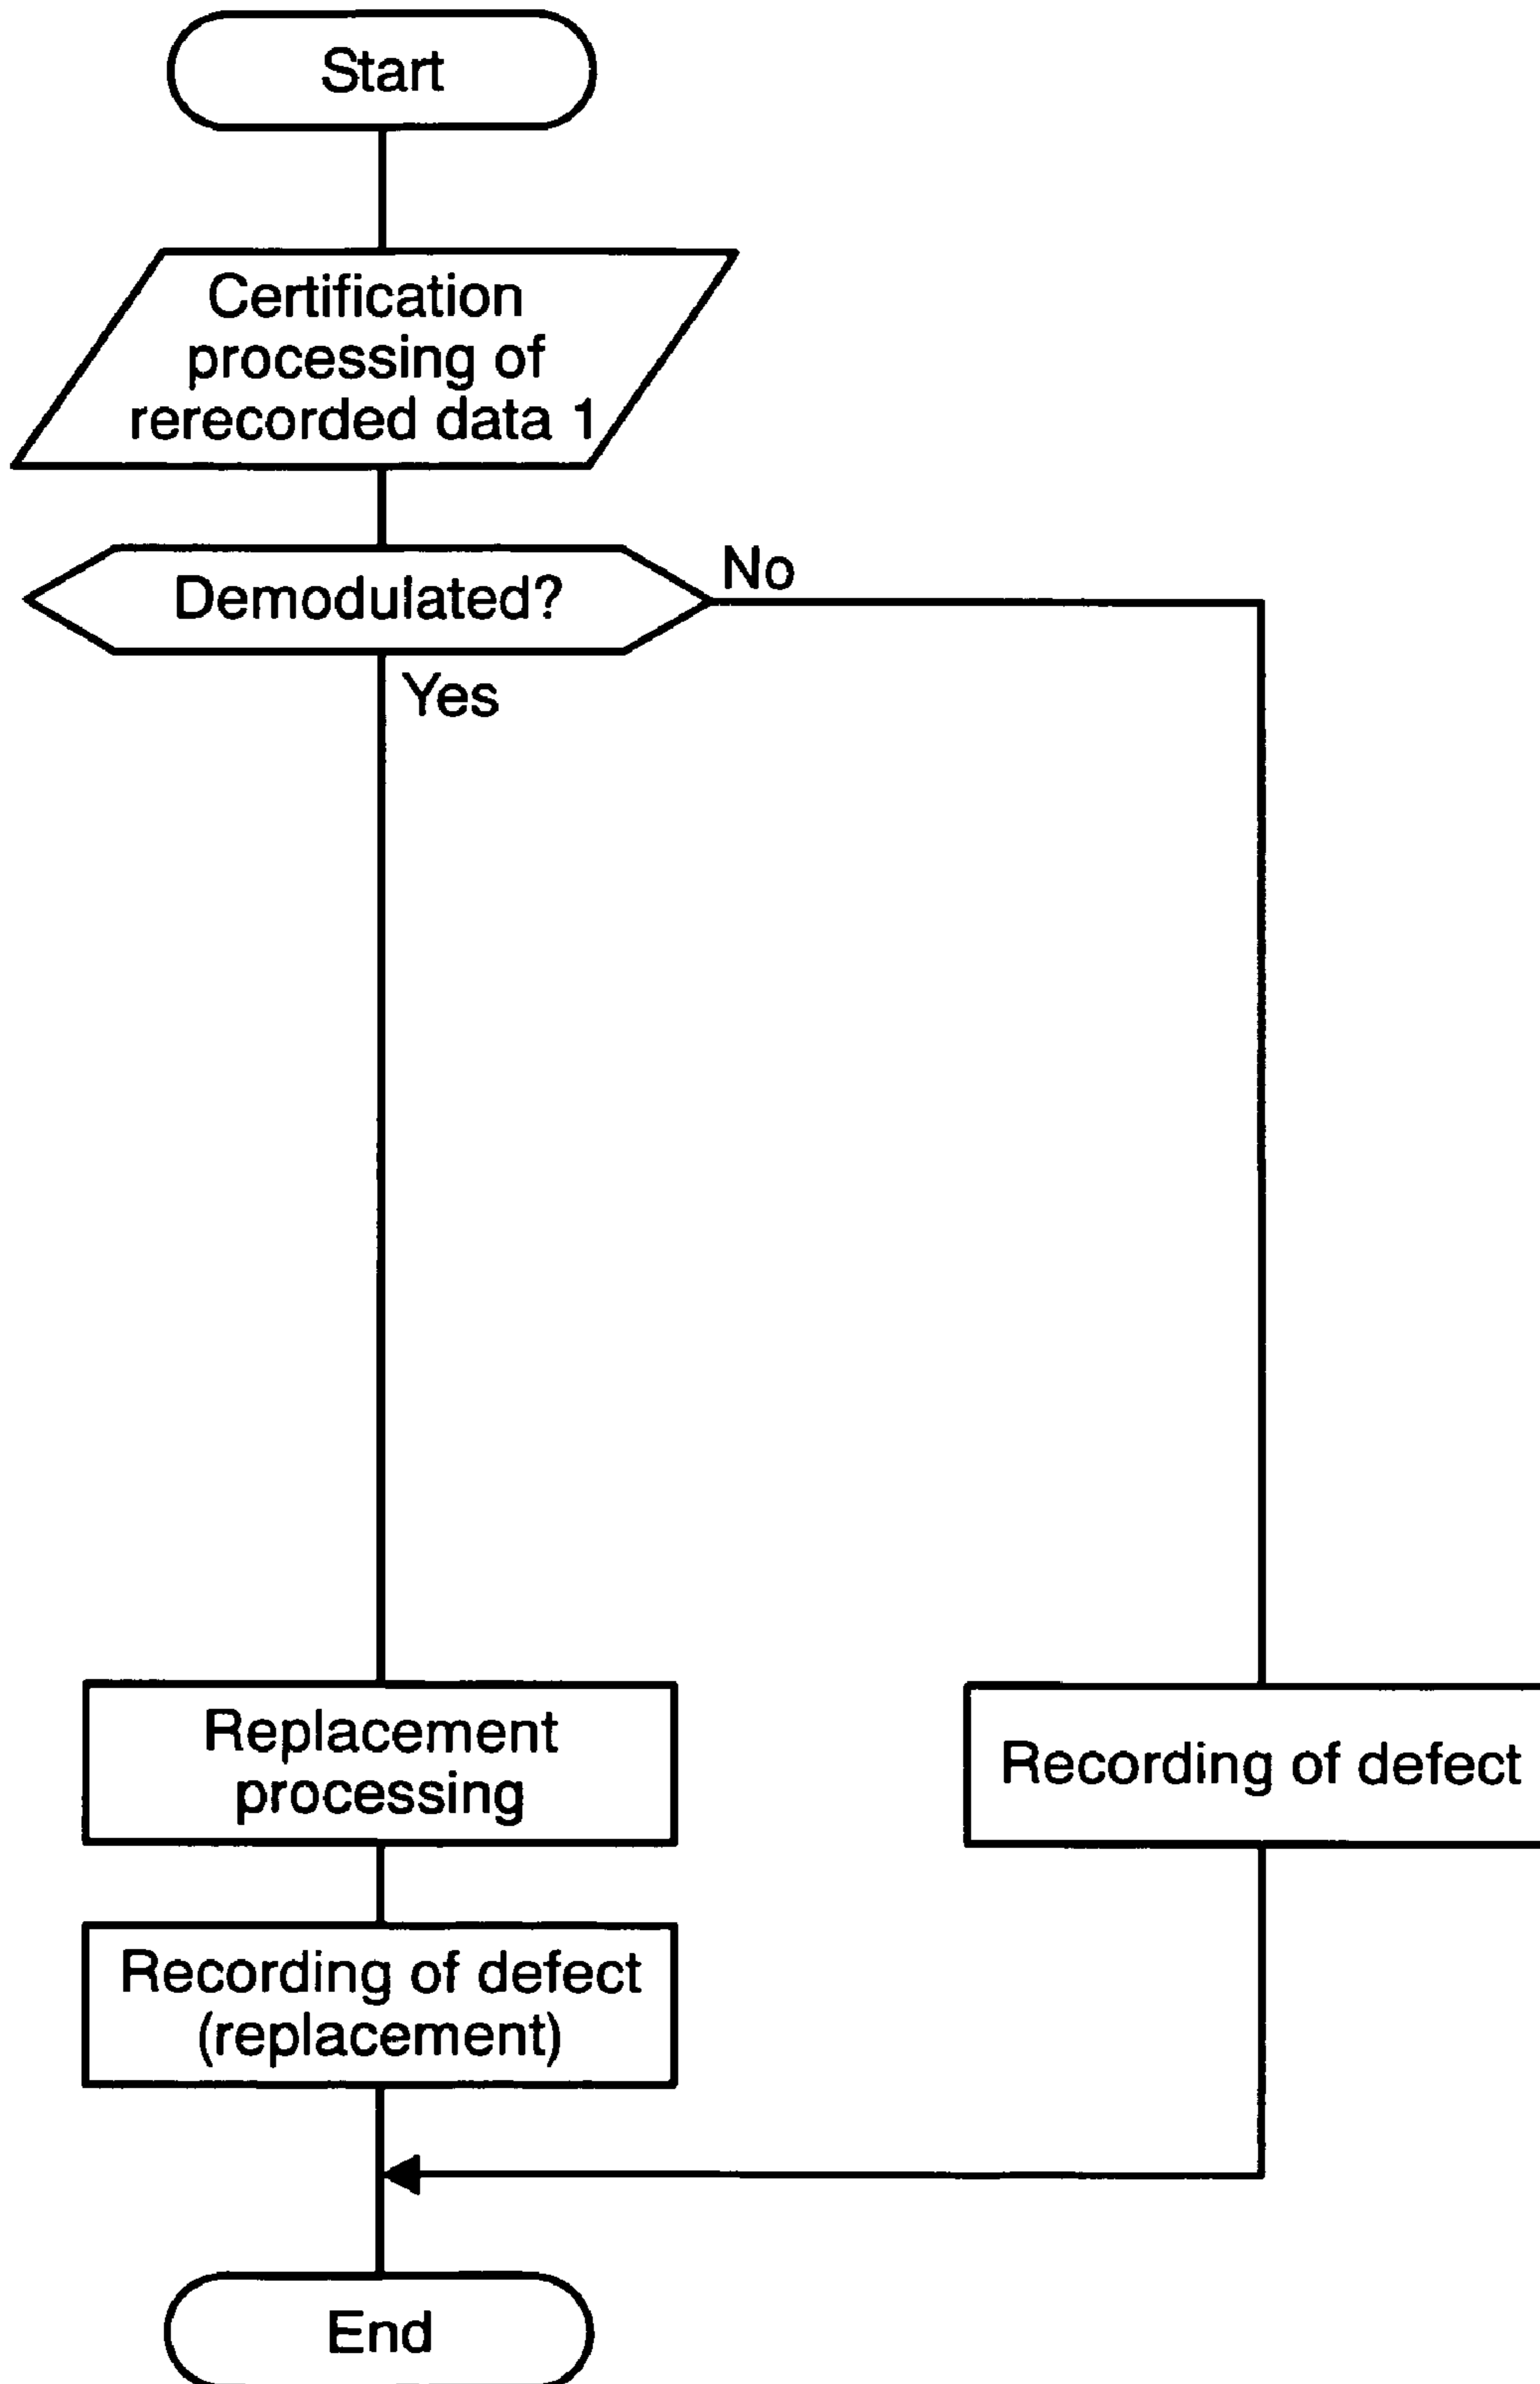 Start
Certification
processing of
rerecorded data 1
Demodulated?
No
Yes
Replacement
processing
Recording of defect
Recording of defect
(replacement)
End